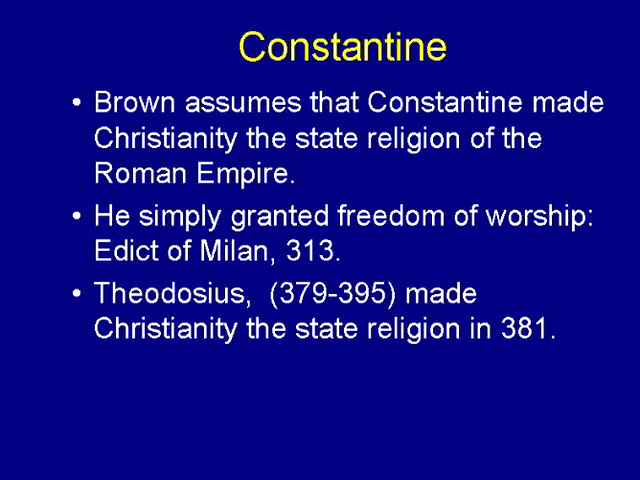 Constantine
• Brown assumes that Constantine made
Christianity the state religion of the
Roman Empire.
• He simply granted freedom of worship:
Edict of Milan, 313.
• Theodosius,  (379-395) made
Christianity the state religion in 381.